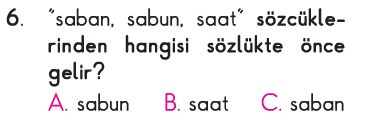 6. "saban, sabun, saat" sözcükle-
rinden hangisi sözlükte önce
gelir?
A. sabun B. saat C. saban